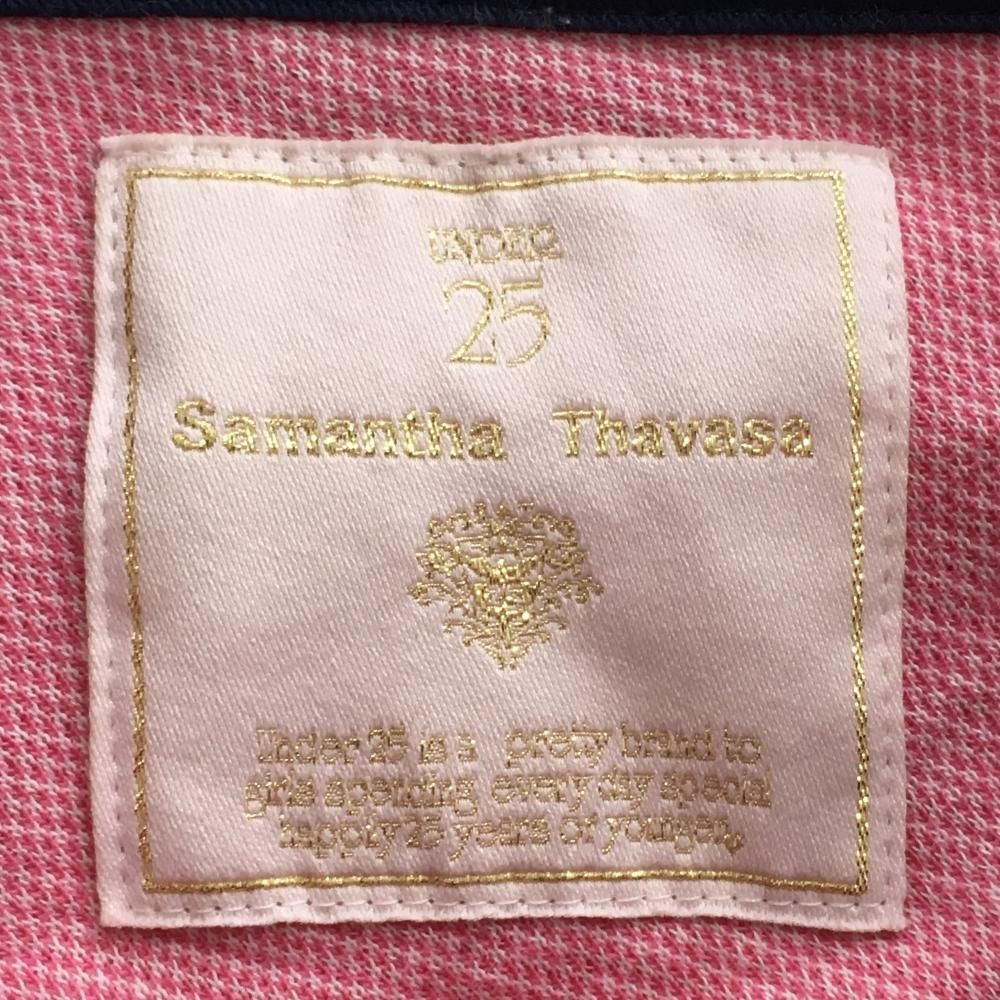 UNDER
25
Samantha Thavasa
Under 25 is a pretty brand to
girls spending every day special
happily 25 years or younger.